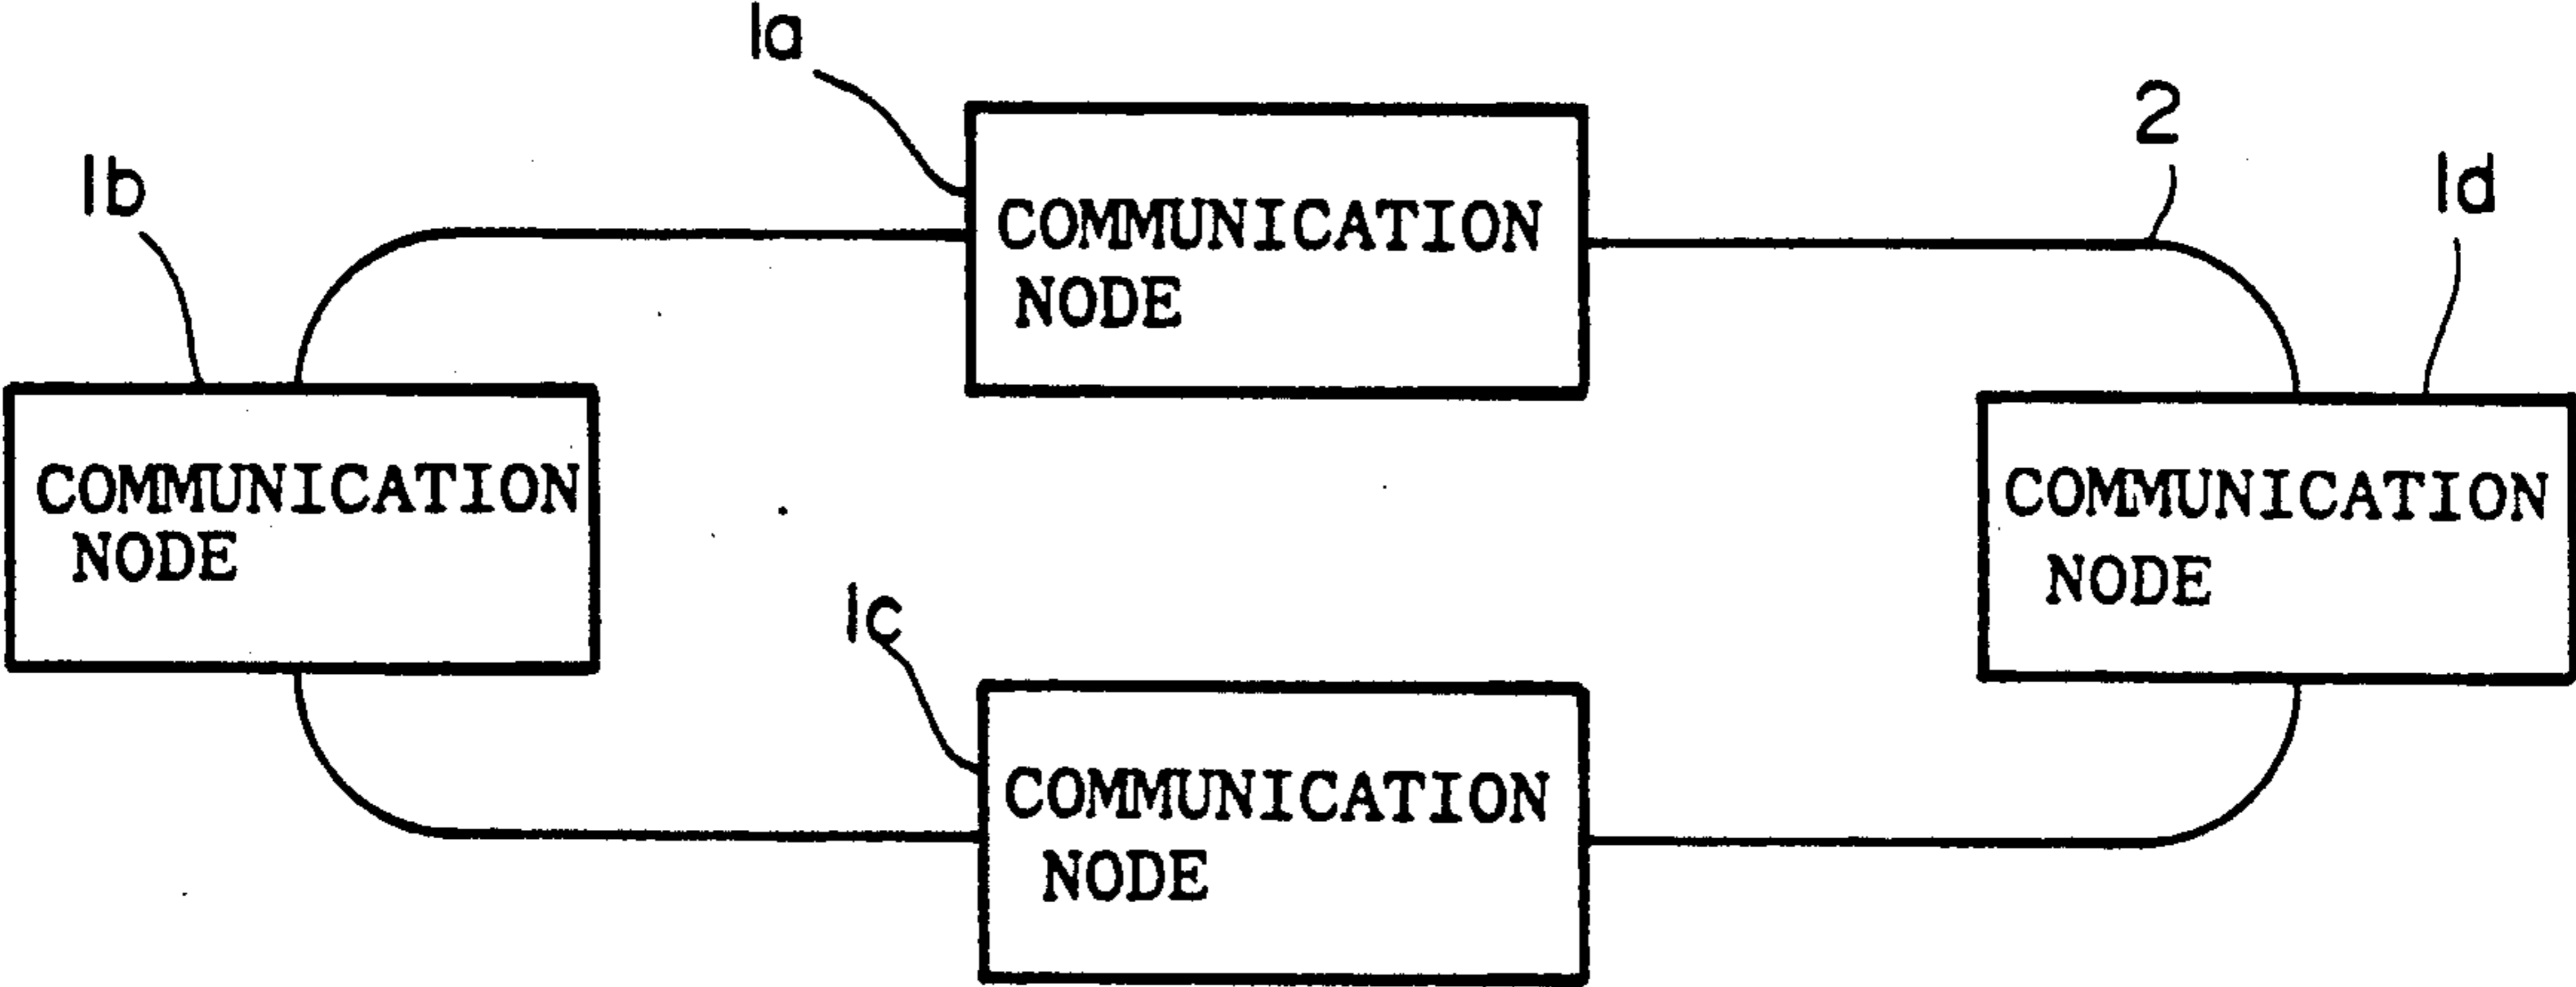 1a
2
1b
1d
COMMUNICATION
NODE
COMMUNICATION
NODE
COMMUNICATION
NODE
1c
COMMUNICATION
NODE